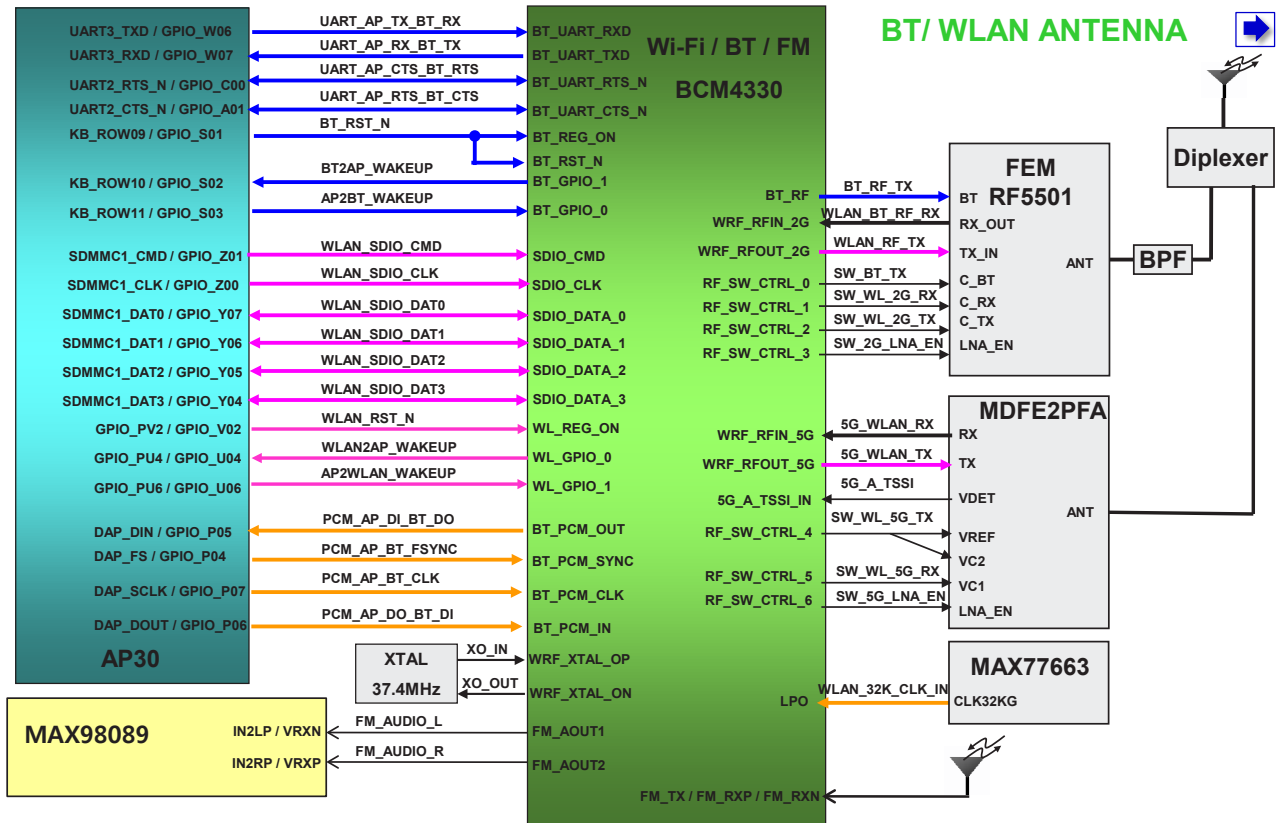 BT/ WLAN ANTENNA
UART3_TXD / GPIO_W06
UART_AP_TX_BT_RX
BT_UART_RXD
UART3_RXD / GPIO_W07
UART_AP_RX_BT_TX
BT_UART_TXD
UART2_RTS_N / GPIO_C00
UART_AP_CTS_BT_RTS
BT_UART_RTS_N
UART2_CTS_N / GPIO_A01
UART_AP_RTS_BT_CTS
BT_UART_CTS_N
KB_ROW09 / GPIO_S01
BT_RST_N
BT_REG_ON
BT_RST_N
KB_ROW10 / GPIO_S02
BT2AP_WAKEUP
BT_GPIO_1
KB_ROW11 / GPIO_S03
AP2BT_WAKEUP
BT_GPIO_0
SDMMC1_CMD / GPIO_Z01
WLAN_SDIO_CMD
SDIO_CMD
SDMMC1_CLK / GPIO_Z00
WLAN_SDIO_CLK
SDIO_CLK
SDMMC1_DAT0 / GPIO_Y07
WLAN_SDIO_DAT0
SDIO_DATA_0
SDMMC1_DAT1 / GPIO_Y06
WLAN_SDIO_DAT1
SDIO_DATA_1
SDMMC1_DAT2 / GPIO_Y05
WLAN_SDIO_DAT2
SDIO_DATA_2
SDMMC1_DAT3 / GPIO_Y04
WLAN_SDIO_DAT3
SDIO_DATA_3
GPIO_PV2 / GPIO_V02
WLAN_RST_N
WL_REG_ON
GPIO_PU4 / GPIO_U04
WLAN2AP_WAKEUP
WL_GPIO_0
GPIO_PU6 / GPIO_U06
AP2WLAN_WAKEUP
WL_GPIO_1
DAP_DIN / GPIO_P05
PCM_AP_DI_BT_DO
BT_PCM_OUT
DAP_FS / GPIO_P04
PCM_AP_BT_FSYNC
BT_PCM_SYNC
DAP_SCLK / GPIO_P07
PCM_AP_BT_CLK
BT_PCM_CLK
DAP_DOUT / GPIO_P06
PCM_AP_DO_BT_DI
BT_PCM_IN
AP30
XTAL
37.4MHz
XO_IN
WRF_XTAL_OP
XO_OUT
WRF_XTAL_ON
MAX98089
IN2LP / VRXN
FM_AUDIO_L
FM_AOUT1
IN2RP / VRXP
FM_AUDIO_R
FM_AOUT2
Wi-Fi / BT / FM
BCM4330
BT_RF
BT_RF_TX
BT
WRF_RFIN_2G
WLAN_BT_RF_RX
RX_OUT
WRF_RFOUT_2G
WLAN_RF_TX
TX_IN
RF_SW_CTRL_0
SW_BT_TX
C_BT
RF_SW_CTRL_1
SW_WL_2G_RX
C_RX
RF_SW_CTRL_2
SW_WL_2G_TX
C_TX
RF_SW_CTRL_3
SW_2G_LNA_EN
LNA_EN
FEM
RF5501
ANT
BPF
Diplexer
MDFE2PFA
WRF_RFIN_5G
5G_WLAN_RX
RX
WRF_RFOUT_5G
5G_WLAN_TX
TX
5G_A_TSSI_IN
5G_A_TSSI
VDET
ANT
RF_SW_CTRL_4
SW_WL_5G_TX
VREF
VC2
RF_SW_CTRL_5
SW_WL_5G_RX
VC1
RF_SW_CTRL_6
SW_5G_LNA_EN
LNA_EN
MAX77663
LPO
WLAN_32K_CLK_IN
CLK32KG
FM_TX / FM_RXP / FM_RXN